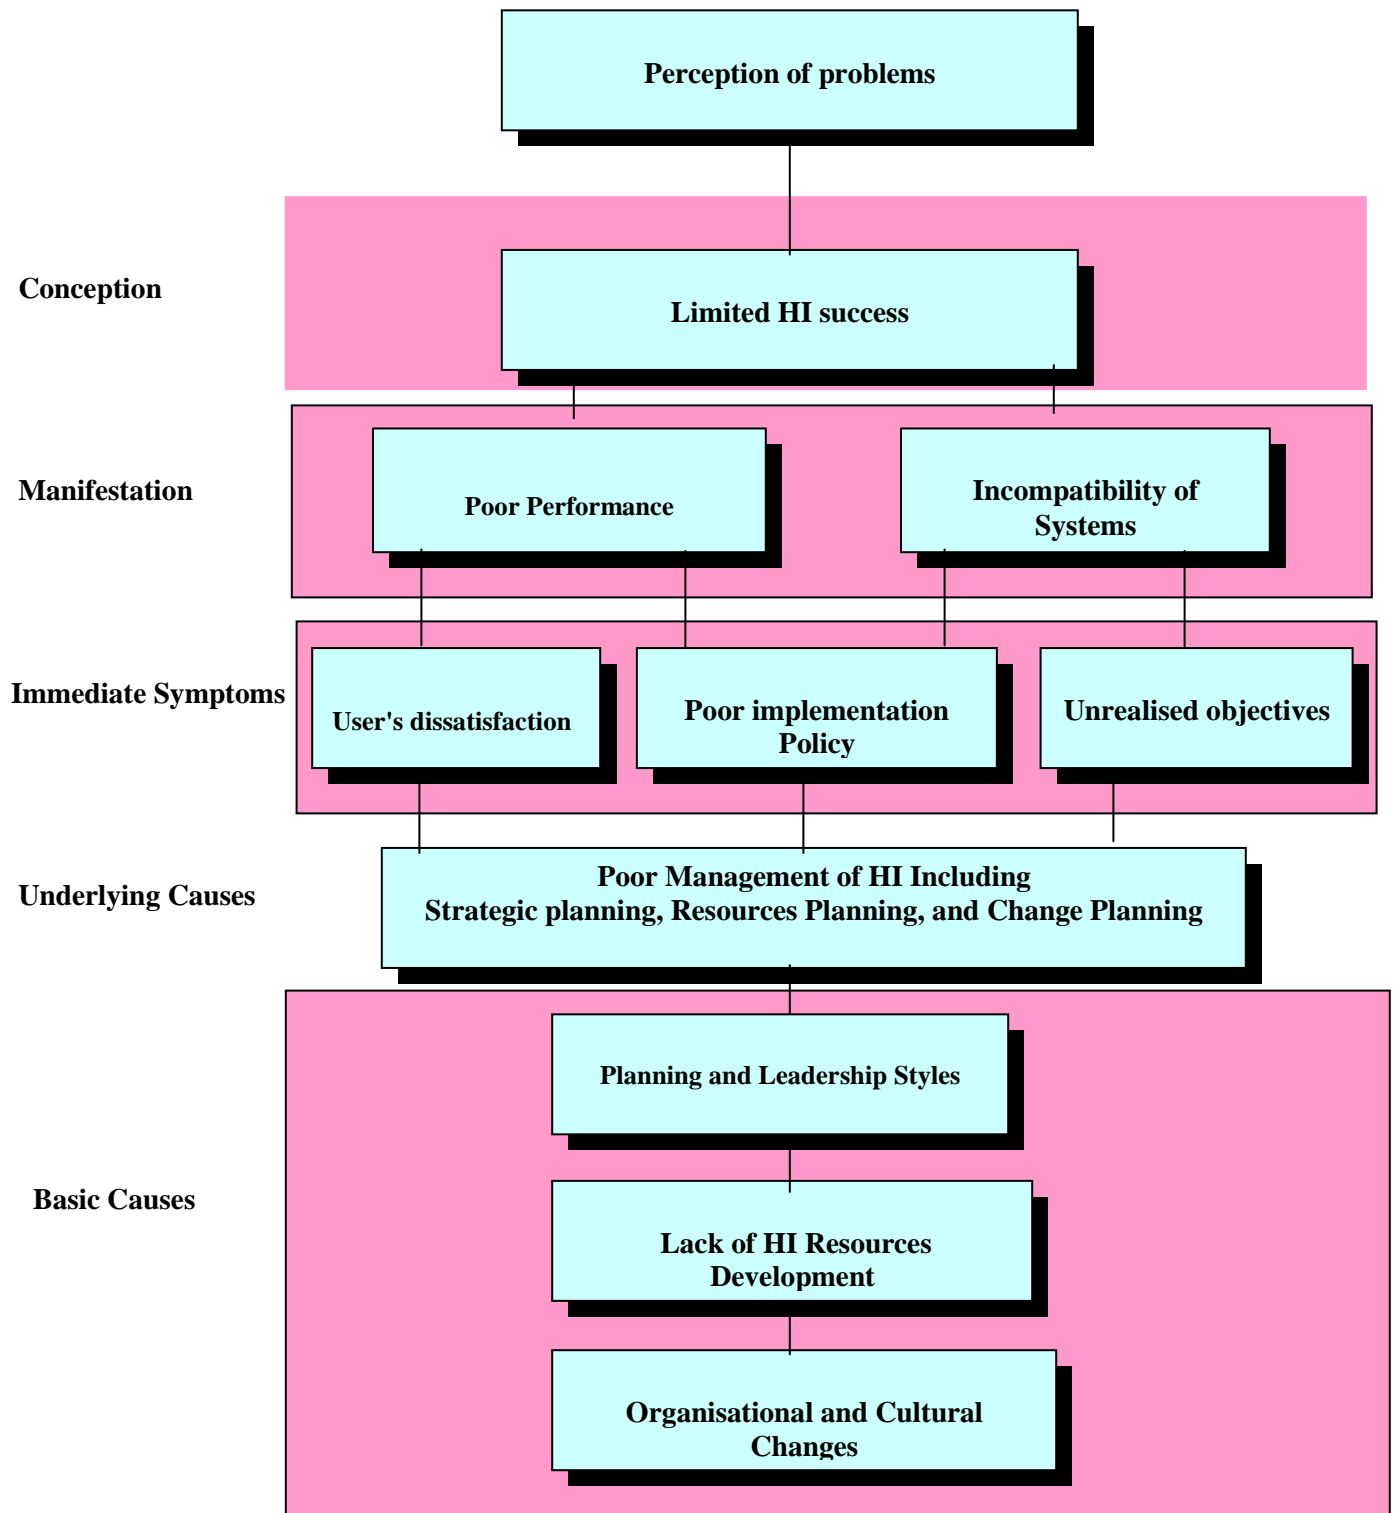 Perception of problems
Conception
Limited HI success
Manifestation
Poor Performance
Incompatibility of
Systems
Immediate Symptoms
User's dissatisfaction
Poor implementation
Policy
Unrealised objectives
Underlying Causes
Poor Management of HI Including
Strategic planning, Resources Planning, and Change Planning
Planning and Leadership Styles
Basic Causes
Lack of HI Resources
Development
Organisational and Cultural
Changes